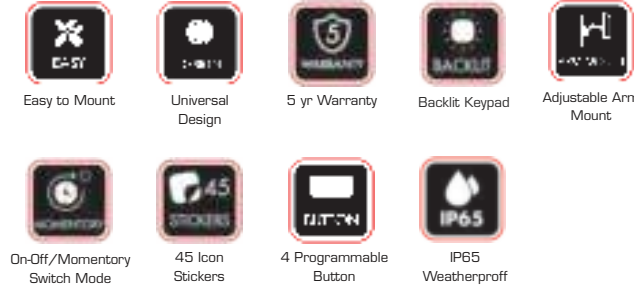 EASY
WARRANTY
BACKLIT
Easy to Mount
Universal
Design
5 yr Warranty
Backlit Keypad
Adjustable Arm
Mount
MOMENTORY
45
STICKERS
BUTTON
IP65
On-Off/Momentory
Switch Mode
45 Icon
Stickers
4 Programmable
Button
IP65
Weatherproff